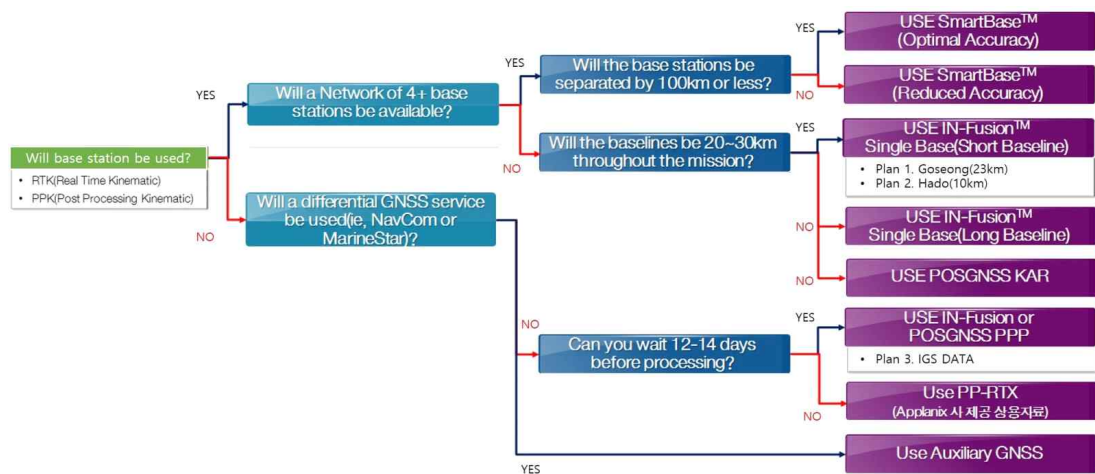 Will base station be used?
• RTK(Real Time Kinematic)
• PPK(Post Processing Kinematic)
YES
NO
Will a Network of 4+ base
stations be available?
Will a differential GNSS service
be used(ie, NavCom or
MarineStar)?
YES
NO
Will the base stations be
separated by 100km or less?
Will the baselines be 20~30km
throughout the mission?
NO
Can you wait 12-14 days
before processing?
YES
YES
NO
USE SmartBase™
(Optimal Accuracy)
USE SmartBase™
(Reduced Accuracy)
YES
NO
NO
USE IN-Fusion™
Single Base(Short Baseline)
• Plan 1. Goseong(23km)
• Plan 2. Hado(10km)
USE IN-Fusion™
Single Base(Long Baseline)
USE POSGNSS KAR
YES
NO
USE IN-Fusion or
POSGNSS PPP
• Plan 3. IGS DATA
Use PP-RTX
(Applanix 사 제공 상용자료)
Use Auxiliary GNSS